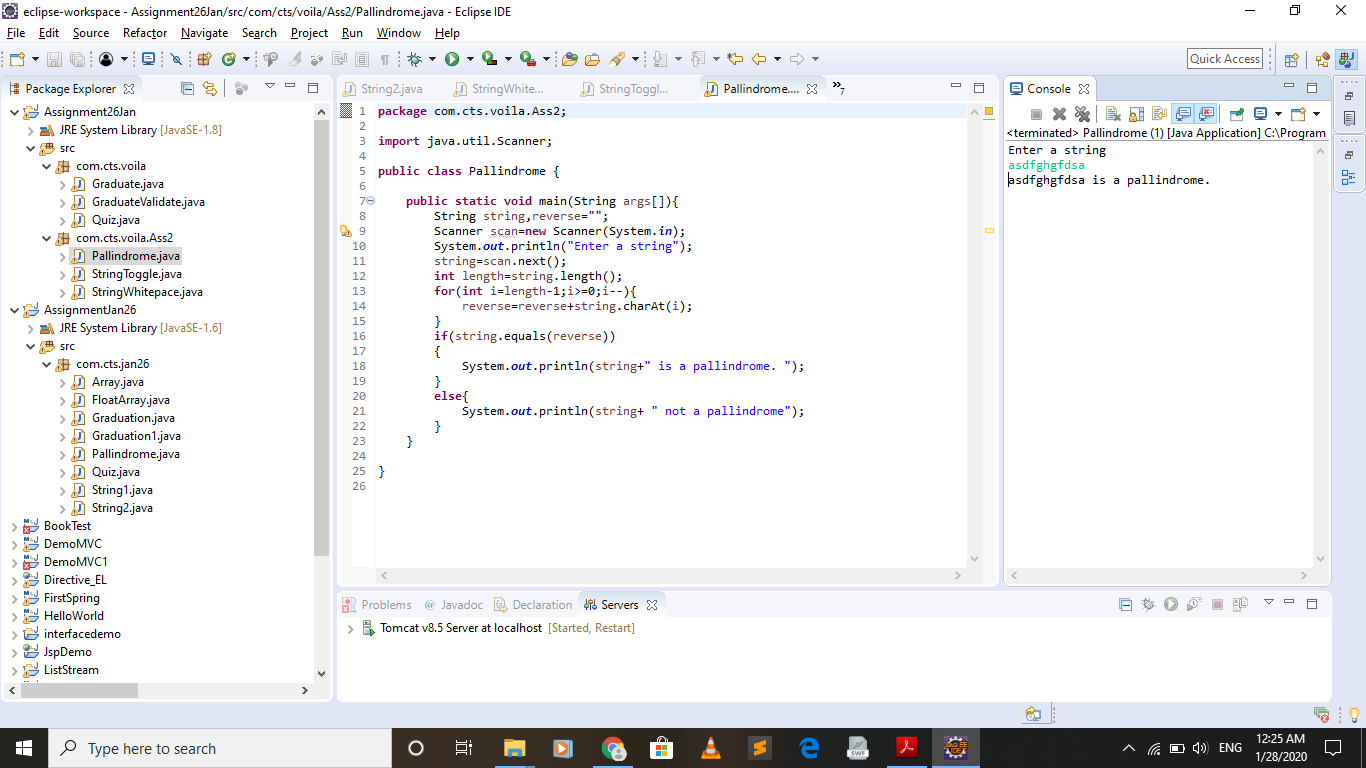 eclipse-workspace - Assignment26Jan/src/com/cts/voila/Ass2/Pallindrome.java - Eclipse IDE
File Edit Source Refactor Navigate Search Project Run Window Help
Quick Access
Package Explorer
Assignment26Jan
JRE System Library [JavaSE-1.8]
src
com.cts.voila
Graduate.java
GraduateValidate.java
Quiz.java
com.cts.voila.Ass2
Pallindrome.java
StringToggle.java
StringWhitepace.java
AssignmentJan26
JRE System Library [JavaSE-1.6]
src
com.cts.jan26
Array.java
FloatArray.java
Graduation.java
Graduation1.java
Pallindrome.java
Quiz.java
String1.java
String2.java
BookTest
DemoMVC
DemoMVC1
Directive_EL
FirstSpring
HelloWorld
interfacedemo
JspDemo
ListStream
String2.java StringWhite... StringToggl... Pallindrome.... »7
1 package com.cts.voila.Ass2;
2
3 import java.util.Scanner;
4
5 public class Pallindrome {
6
7 public static void main(String args[]){
8 String string,reverse="";
9 Scanner scan=new Scanner(System.in);
10 System.out.println("Enter a string");
11 string=scan.next();
12 int length=string.length();
13 for(int i=length-1;i>=0;i--){
14 reverse=reverse+string.charAt(i);
15 }
16 if(string.equals(reverse))
17 {
18 System.out.println(string+" is a pallindrome. ");
19 }
20 else{
21 System.out.println(string+ " not a pallindrome");
22 }
23 }
24
25 }
26
Console
<terminated> Pallindrome (1) [Java Application] C:\Program
Enter a string
asdfghgfdsa
asdfghgfdsa is a pallindrome.
Problems @ Javadoc Declaration Servers
Tomcat v8.5 Server at localhost [Started, Restart]
Type here to search
SWF
JAVA EE
IDE
ENG
12:25 AM
1/28/2020